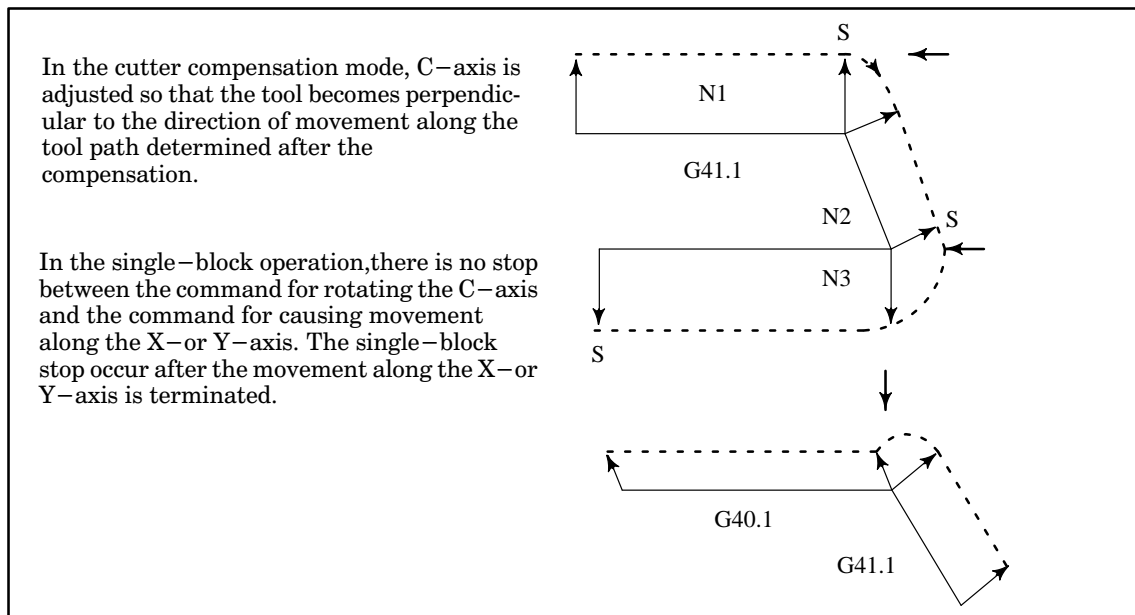 In the cutter compensation mode, C−axis is
adjusted so that the tool becomes perpendic-
ular to the direction of movement along the
tool path determined after the
compensation.
In the single−block operation,there is no stop
between the command for rotating the C−axis
and the command for causing movement
along the X−or Y−axis. The single−block
stop occur after the movement along the X−or
Y−axis is terminated.
S
N1
G41.1
N2
S
N3
S
G40.1
G41.1